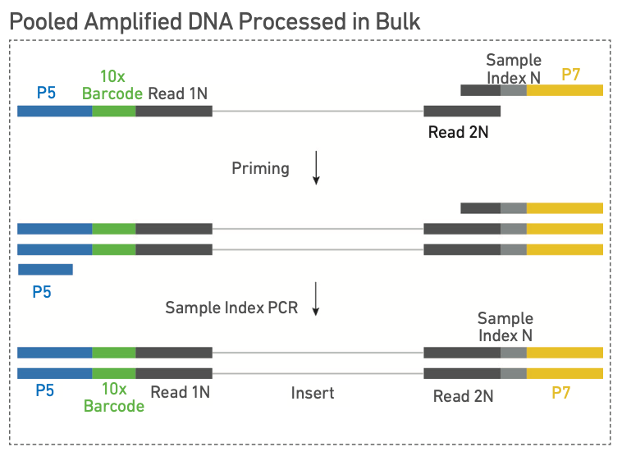 Pooled Amplified DNA Processed in Bulk
Sample
Index N
P7
P5
10x
Barcode
Read 1N
Read 2N
Priming
P5
Sample Index PCR
Sample
Index N
P5
10x
Barcode
Read 1N
Insert
Read 2N
P7